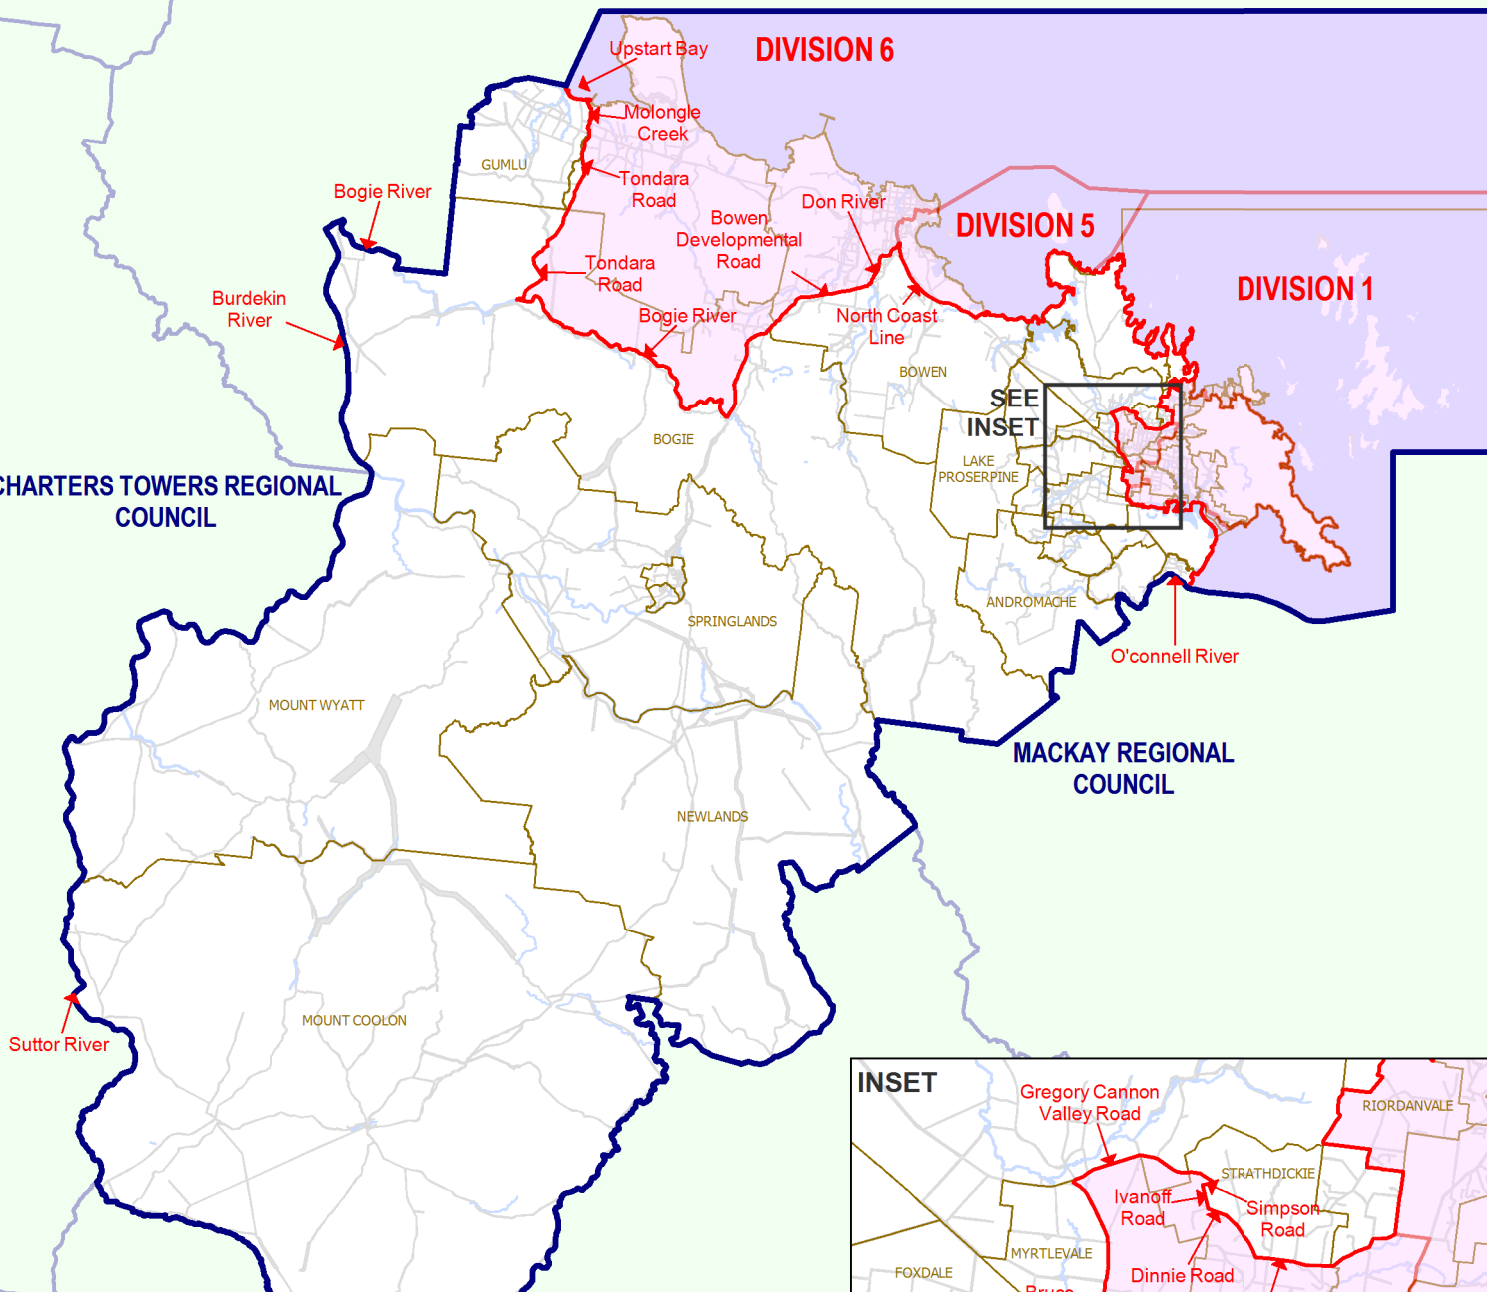 DIVISION 6
Upstart Bay
Molongle
Creek
GUMLU
Tondara
Road
Bogie River
Don River
Bowen
Developmental
Road
DIVISION 5
Tondara
Road
DIVISION 1
Burdekin
River
Bogie River
North Coast
Line
BOWEN
SEE
INSET
BOGIE
LAKE
PROSERPINE
CHARTERS TOWERS REGIONAL
COUNCIL
ANDROMACHE
SPRINGLANDS
O'connell River
MOUNT WYATT
MACKAY REGIONAL
COUNCIL
NEWLANDS
MOUNT COOLON
Suttor River
INSET
Gregory Cannon
Valley Road
RIORDANVALE
STRATHDICKIE
Ivanoff
Road
Simpson
Road
MYRTLEVALE
FOXDALE
Dinnie Road
Bruce